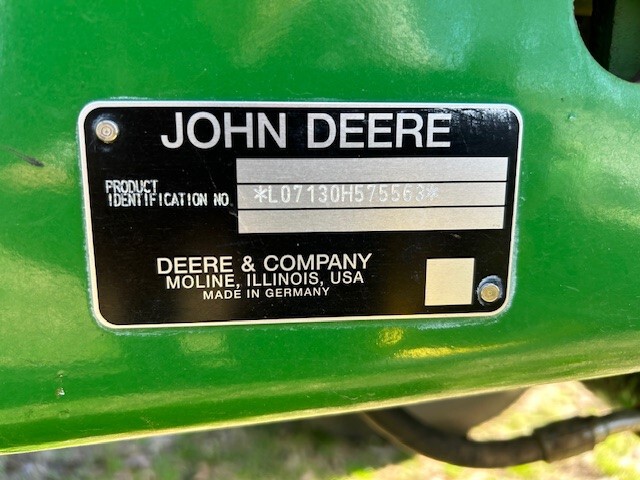 JOHN DEERE
PRODUCT
IDENTIFICATION NO
*L07130H575563*
DEERE & COMPANY
MOLINE, ILLINOIS, USA
MADE IN GERMANY